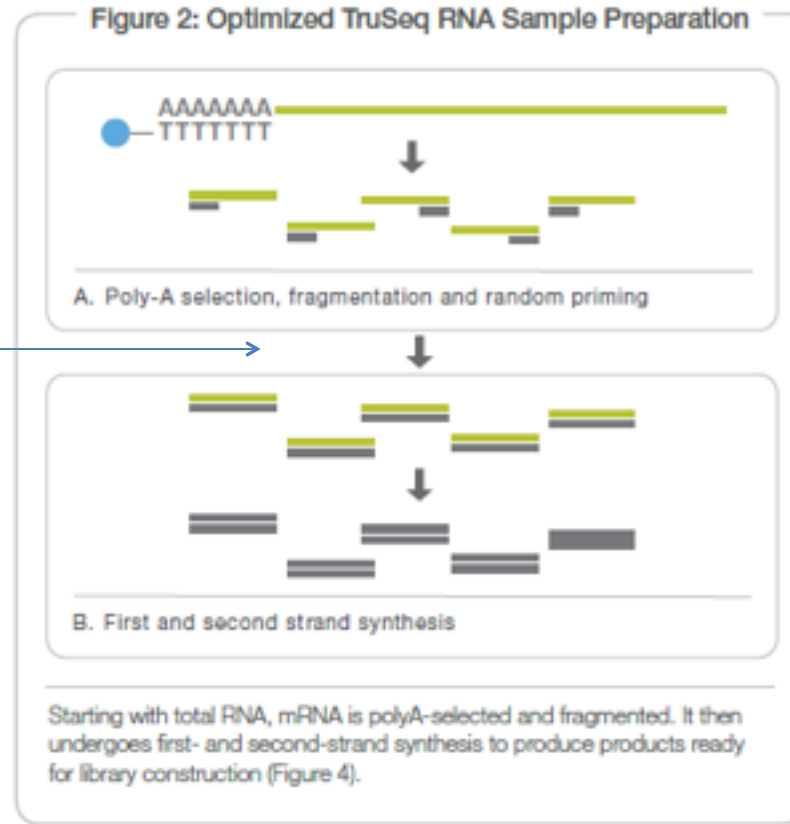 Figure 2: Optimized TruSeq RNA Sample Preparation
AAAAAAA
TTTTTTT
A. Poly-A selection, fragmentation and random priming
B. First and second strand synthesis
Starting with total RNA, mRNA is polyA-selected and fragmented. It then
undergoes first- and second-strand synthesis to produce products ready
for library construction (Figure 4).